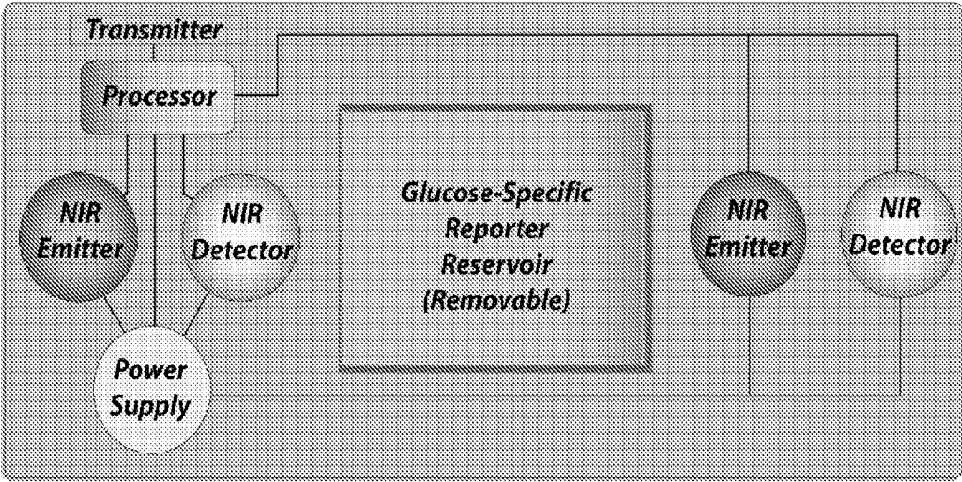 Transmitter
Processor
NIR
Emitter
NIR
Detector
Glucose-Specific
Reporter
Reservoir
(Removable)
NIR
Emitter
NIR
Detector
Power
Supply